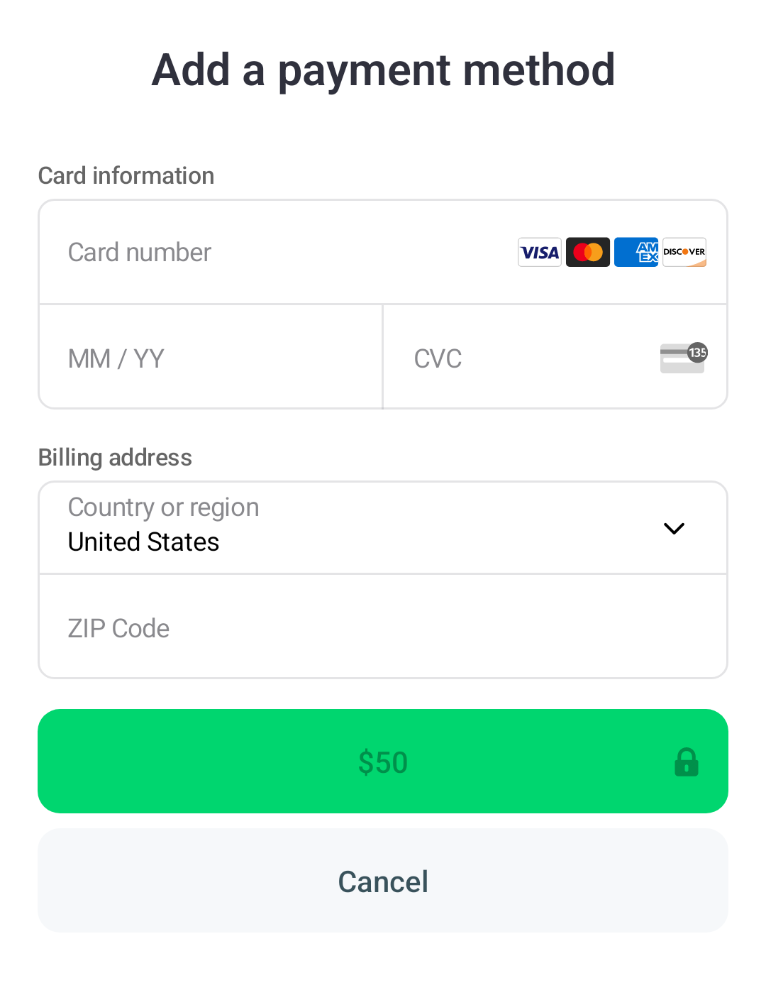 Add a payment method
Card information
Card number VISA AM EX DISCOVER
MM / YY CVC 135
Billing address
Country or region
United States
ZIP Code
$50
Cancel